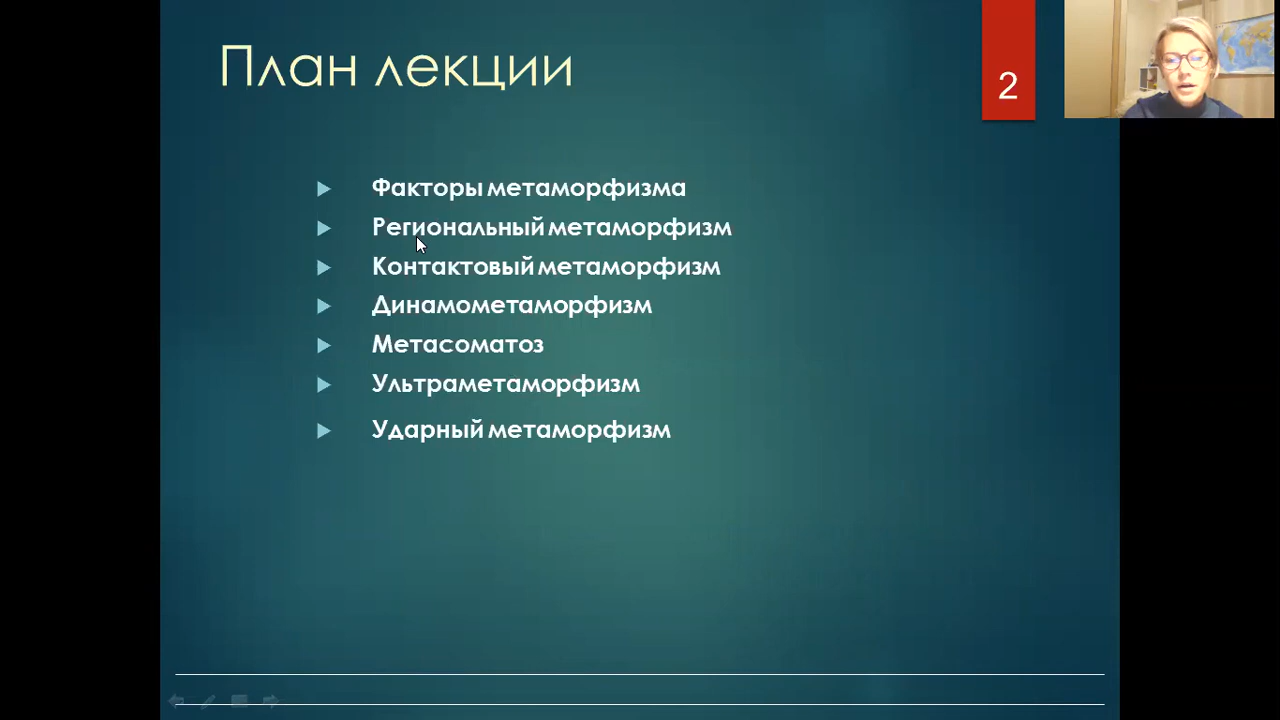 План лекции
2
Факторы метаморфизма
Региональный метаморфизм
Контактовый метаморфизм
Динамометаморфизм
Метасоматоз
Ультраметаморфизм
Ударный метаморфизм